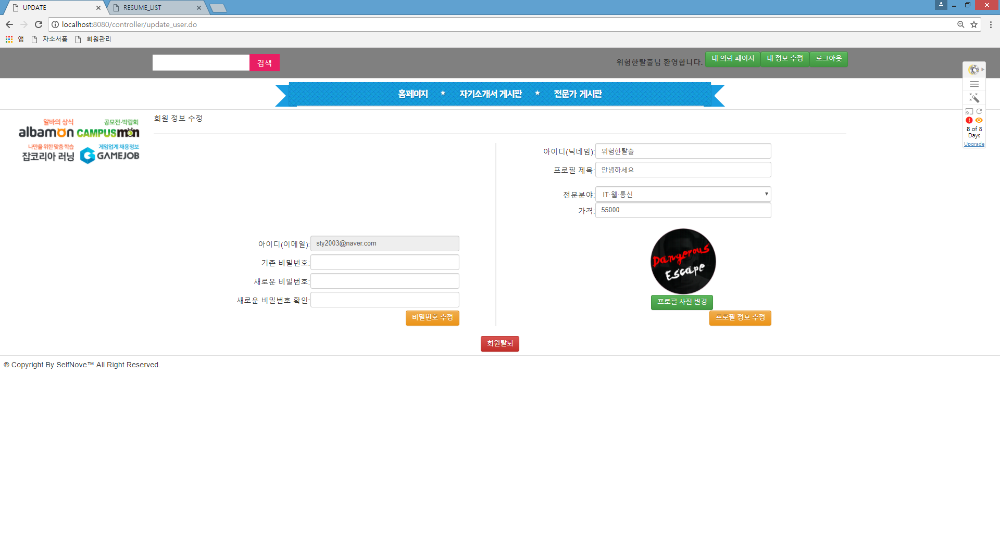 UPDATE
RESUME_LIST
localhost:8080/controller/update_user.do
앱
자소서폼
회원관리
검색
위험한탈출님 환영합니다.
내 의뢰 페이지
내 정보 수정
로그아웃
홈페이지 ★ 자기소개서 게시판 ★ 전문가 게시판
알바의 상식
albamon
공모전·박람회
CAMPUSmon
나만을 위한 맞춤 학습
잡코리아 러닝
게임업계 채용정보
GAMEJOB
회원 정보 수정
아이디(이메일): sty2003@naver.com
기존 비밀번호:
새로운 비밀번호:
새로운 비밀번호 확인:
비밀번호 수정
아이디(닉네임): 위험한탈출
프로필 제목: 안녕하세요
전문분야: IT·웹·통신
가격: 55000
Dangerous
Escape
프로필 사진 변경
프로필 정보 수정
회원탈퇴
8 of 8
Days
Upgrade
® Copyright By SelfNove™ All Right Reserved.